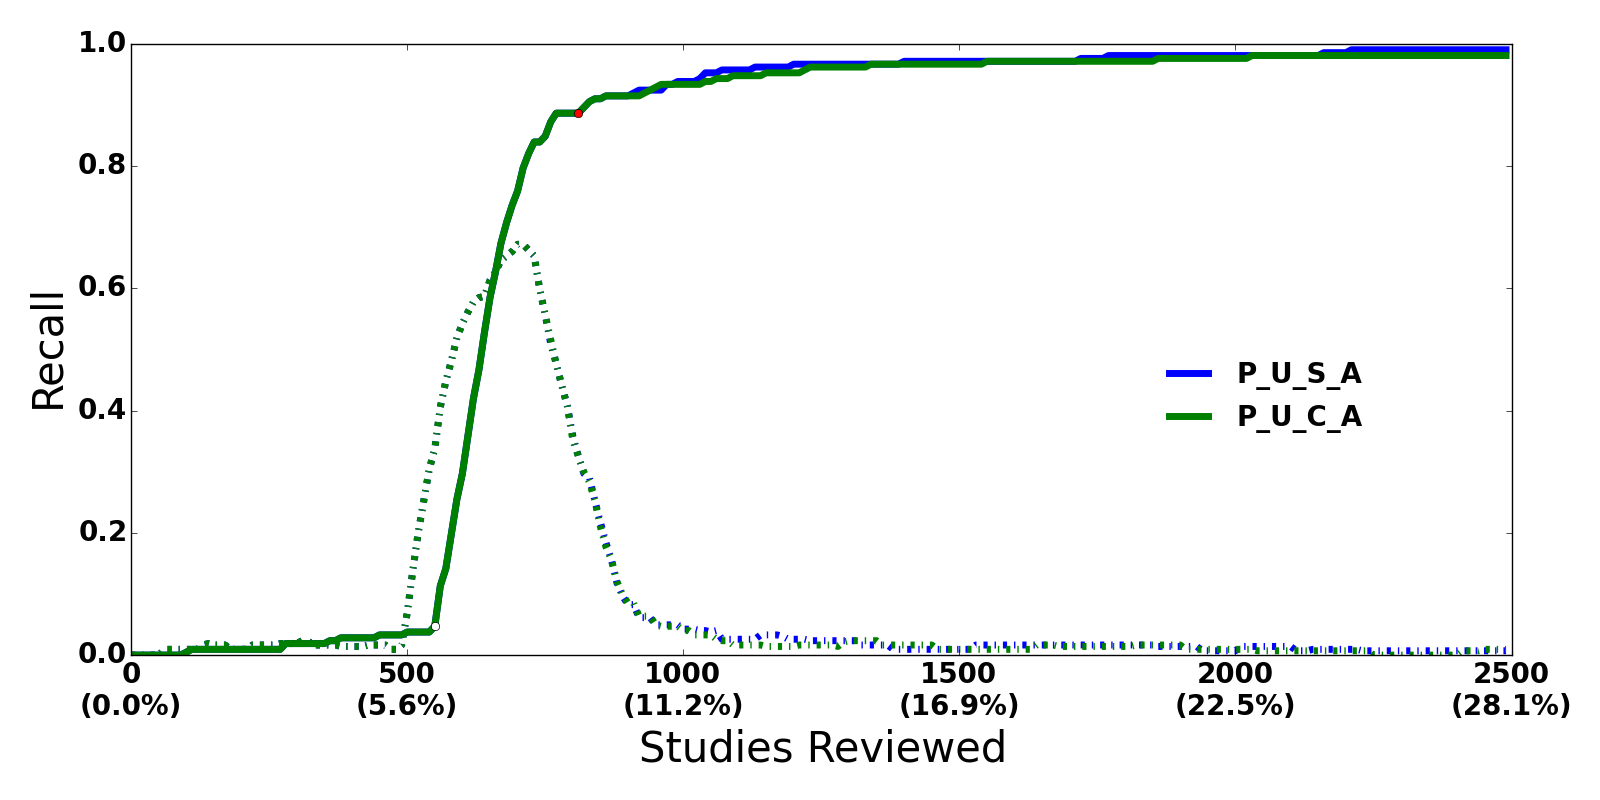 1.0
0.8
0.6
0.4
0.2
0.0
Recall
P_U_S_A
P_U_C_A
0 500 1000 1500 2000 2500
(0.0%) (5.6%) (11.2%) (16.9%) (22.5%) (28.1%)
Studies Reviewed